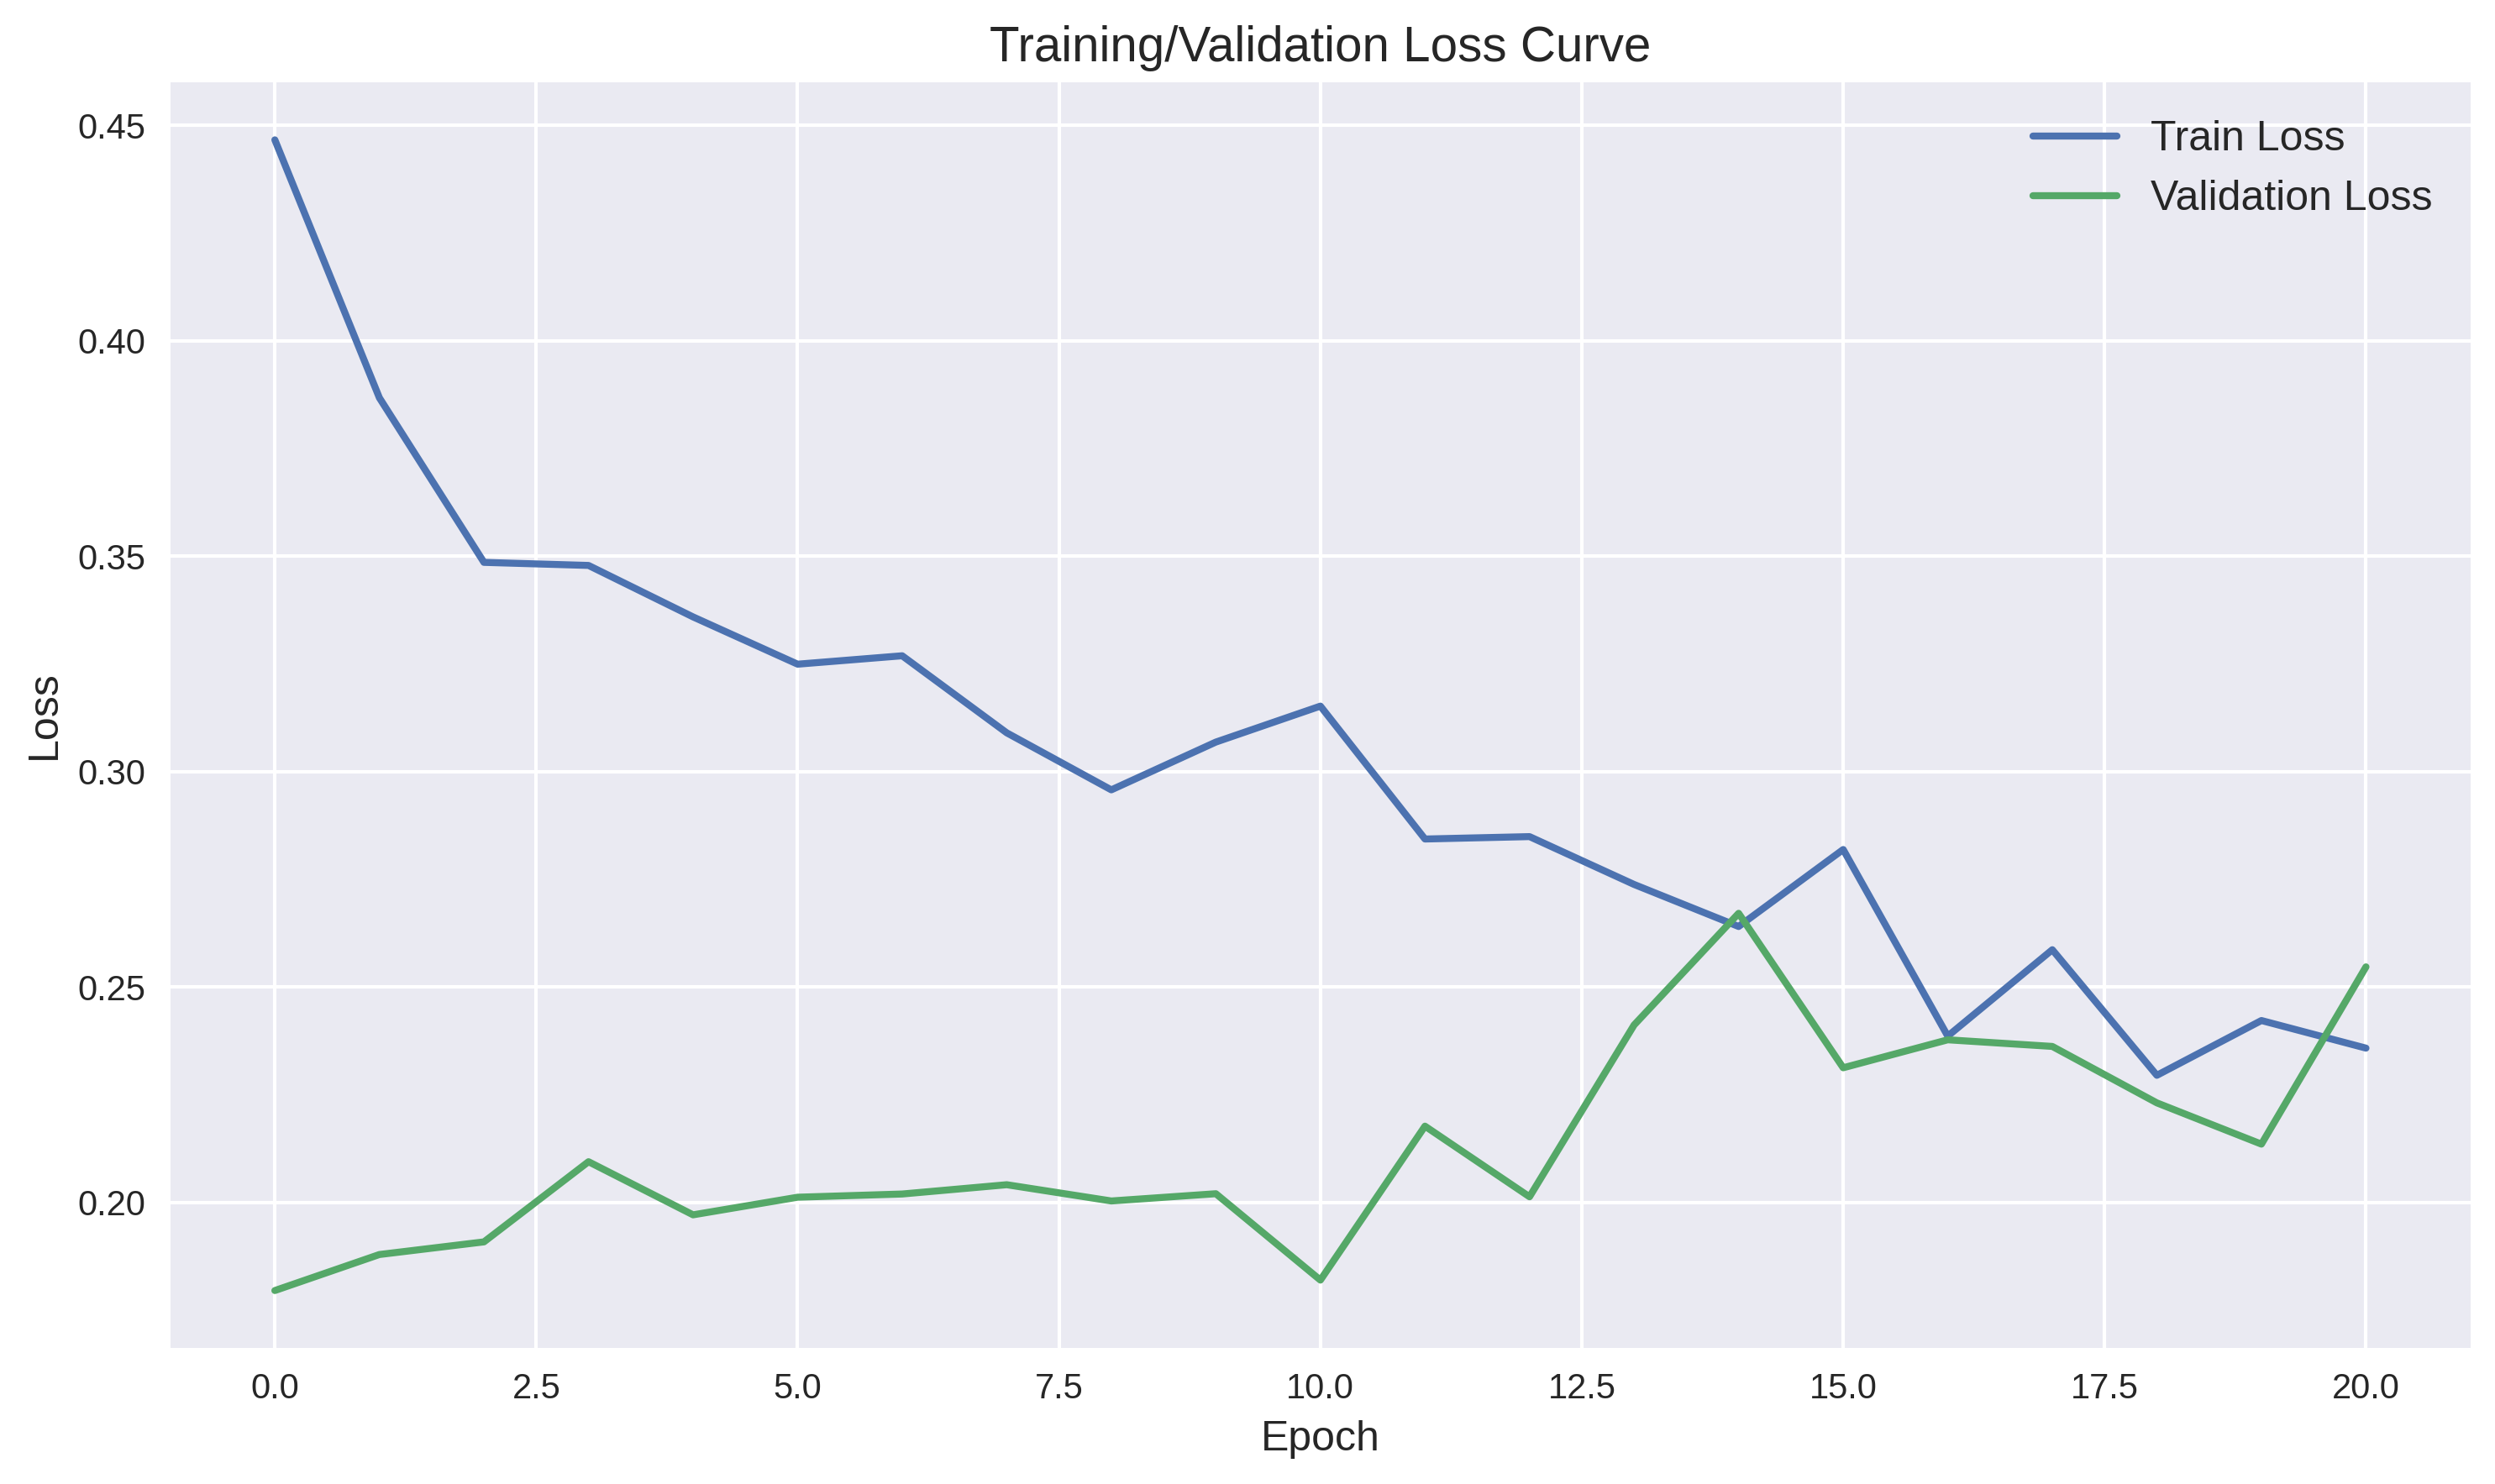 Training/Validation Loss Curve
Train Loss
Validation Loss
0.45
0.40
0.35
0.30
0.25
0.20
Loss
0.0 2.5 5.0 7.5 10.0 12.5 15.0 17.5 20.0
Epoch